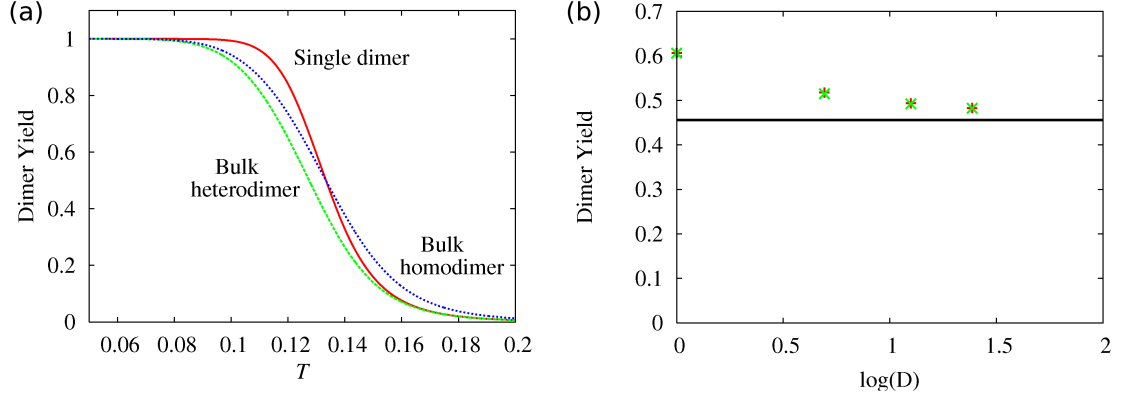 (a)
1
0.8
0.6
0.4
0.2
0
Dimer Yield
Single dimer
Bulk
heterodimer
Bulk
homodimer
0.06 0.08 0.1 0.12 0.14 0.16 0.18 0.2
T
(b)
0.7
0.6
0.5
0.4
0.3
0.2
0.1
0
Dimer Yield
0 0.5 1 1.5 2
log(D)